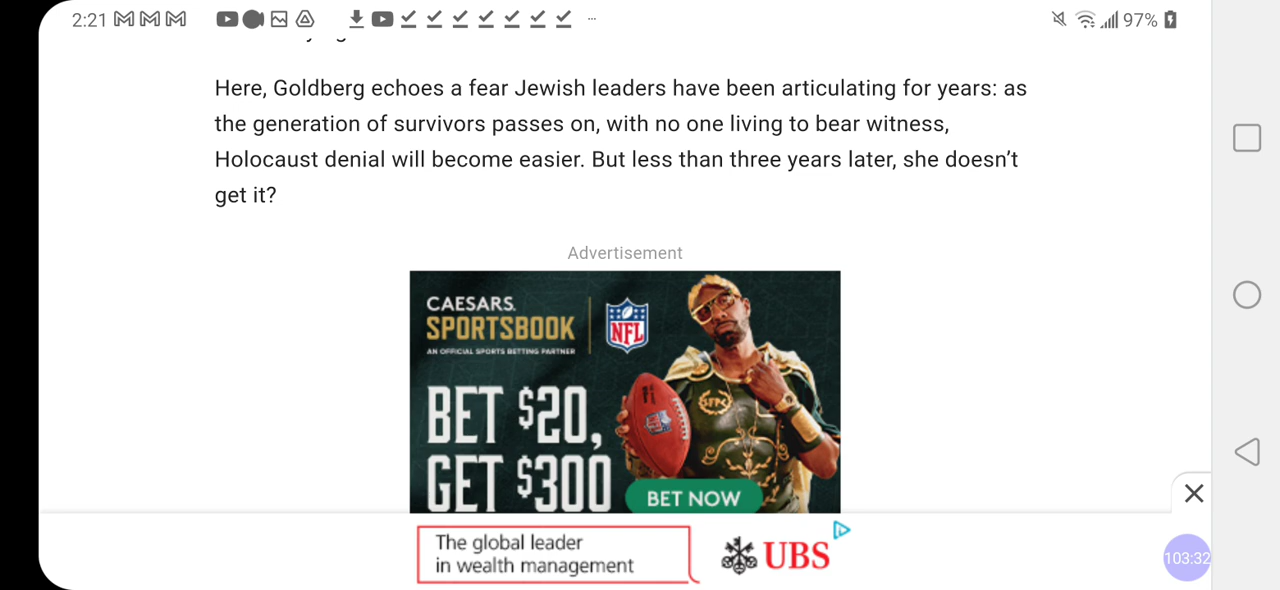 2:21
97%
Here, Goldberg echoes a fear Jewish leaders have been articulating for years: as
the generation of survivors passes on, with no one living to bear witness,
Holocaust denial will become easier. But less than three years later, she doesn't
get it?
Advertisement
CAESARS
SPORTSBOOK
AN OFFICIAL SPORTS BETTING PARTNER
NFL
BET $20,
GET $300
BET NOW
The global leader
in wealth management
UBS
103:32